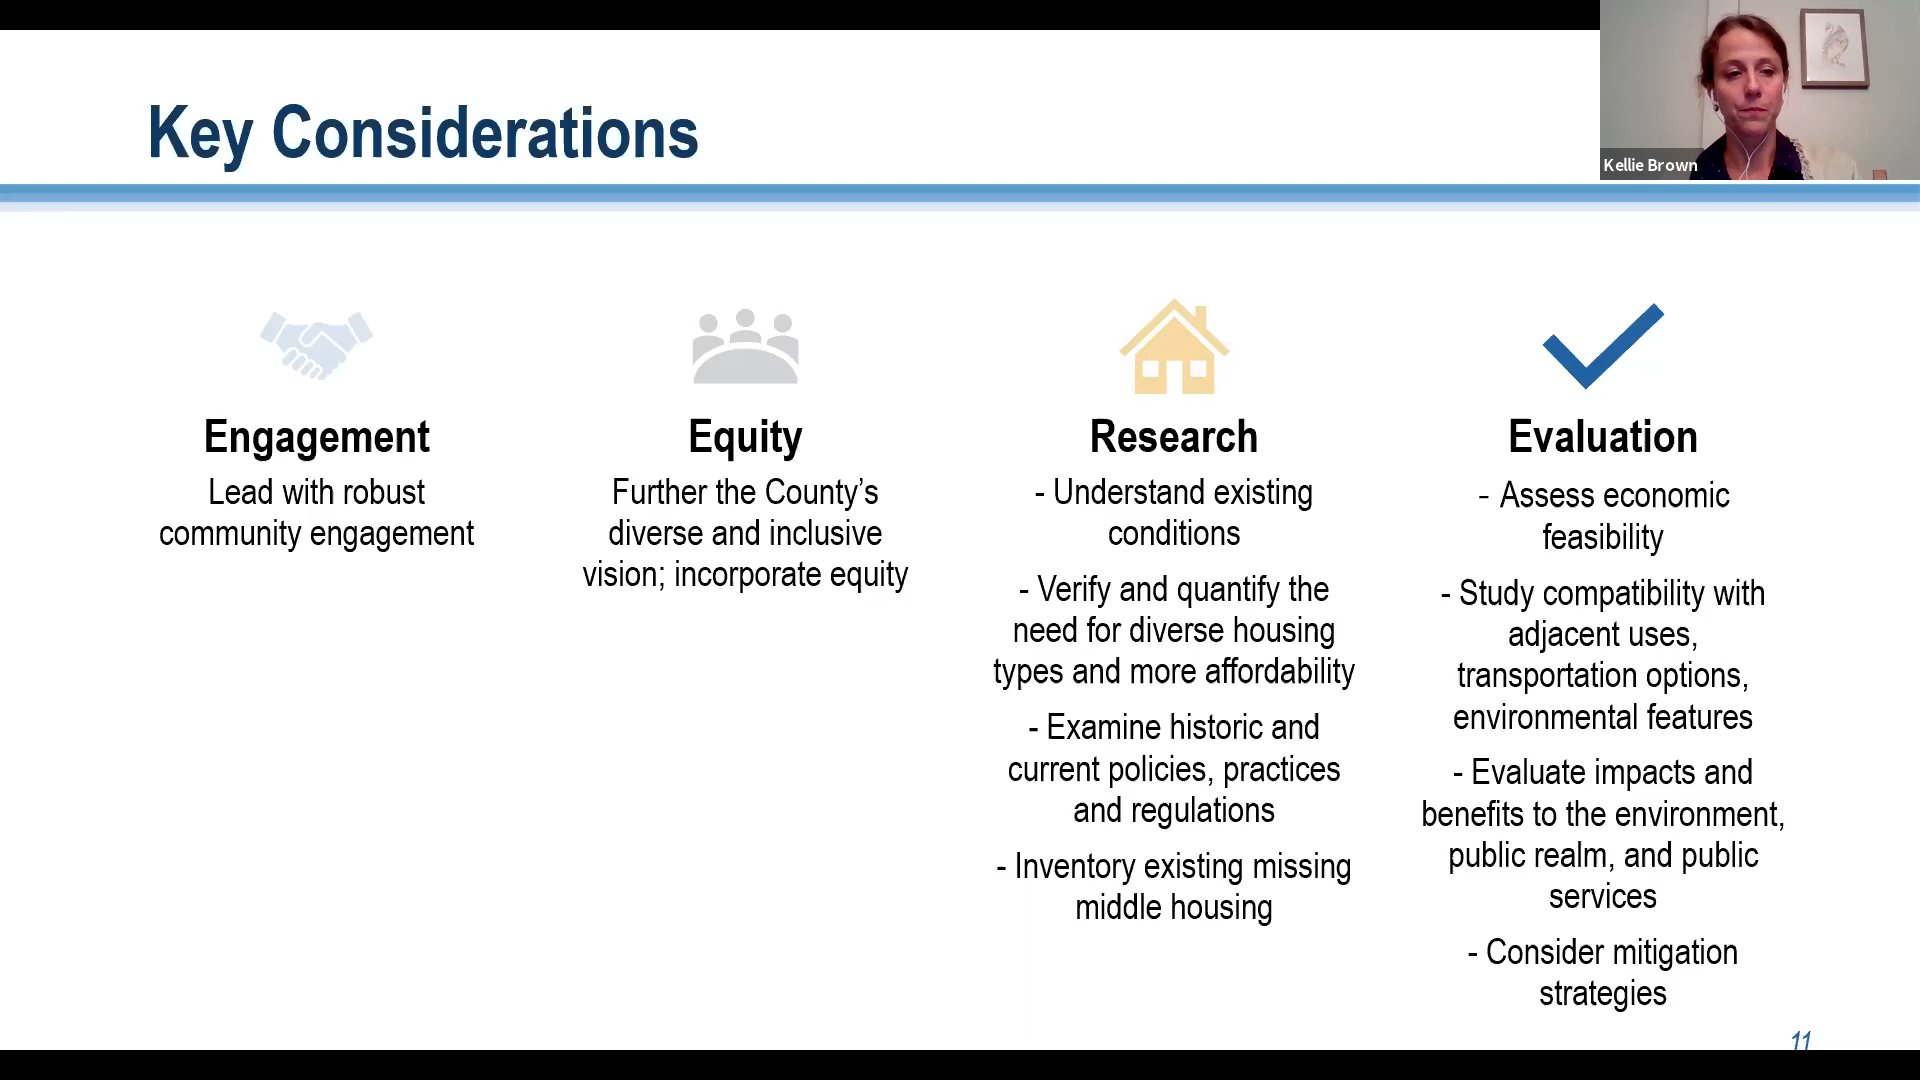 Key Considerations
Kellie Brown
Engagement
Lead with robust
community engagement
Equity
Further the County’s
diverse and inclusive
vision; incorporate equity
Research
- Understand existing
conditions
- Verify and quantify the
need for diverse housing
types and more affordability
- Examine historic and
current policies, practices
and regulations
- Inventory existing missing
middle housing
Evaluation
- Assess economic
feasibility
- Study compatibility with
adjacent uses,
transportation options,
environmental features
- Evaluate impacts and
benefits to the environment,
public realm, and public
services
- Consider mitigation
strategies
11